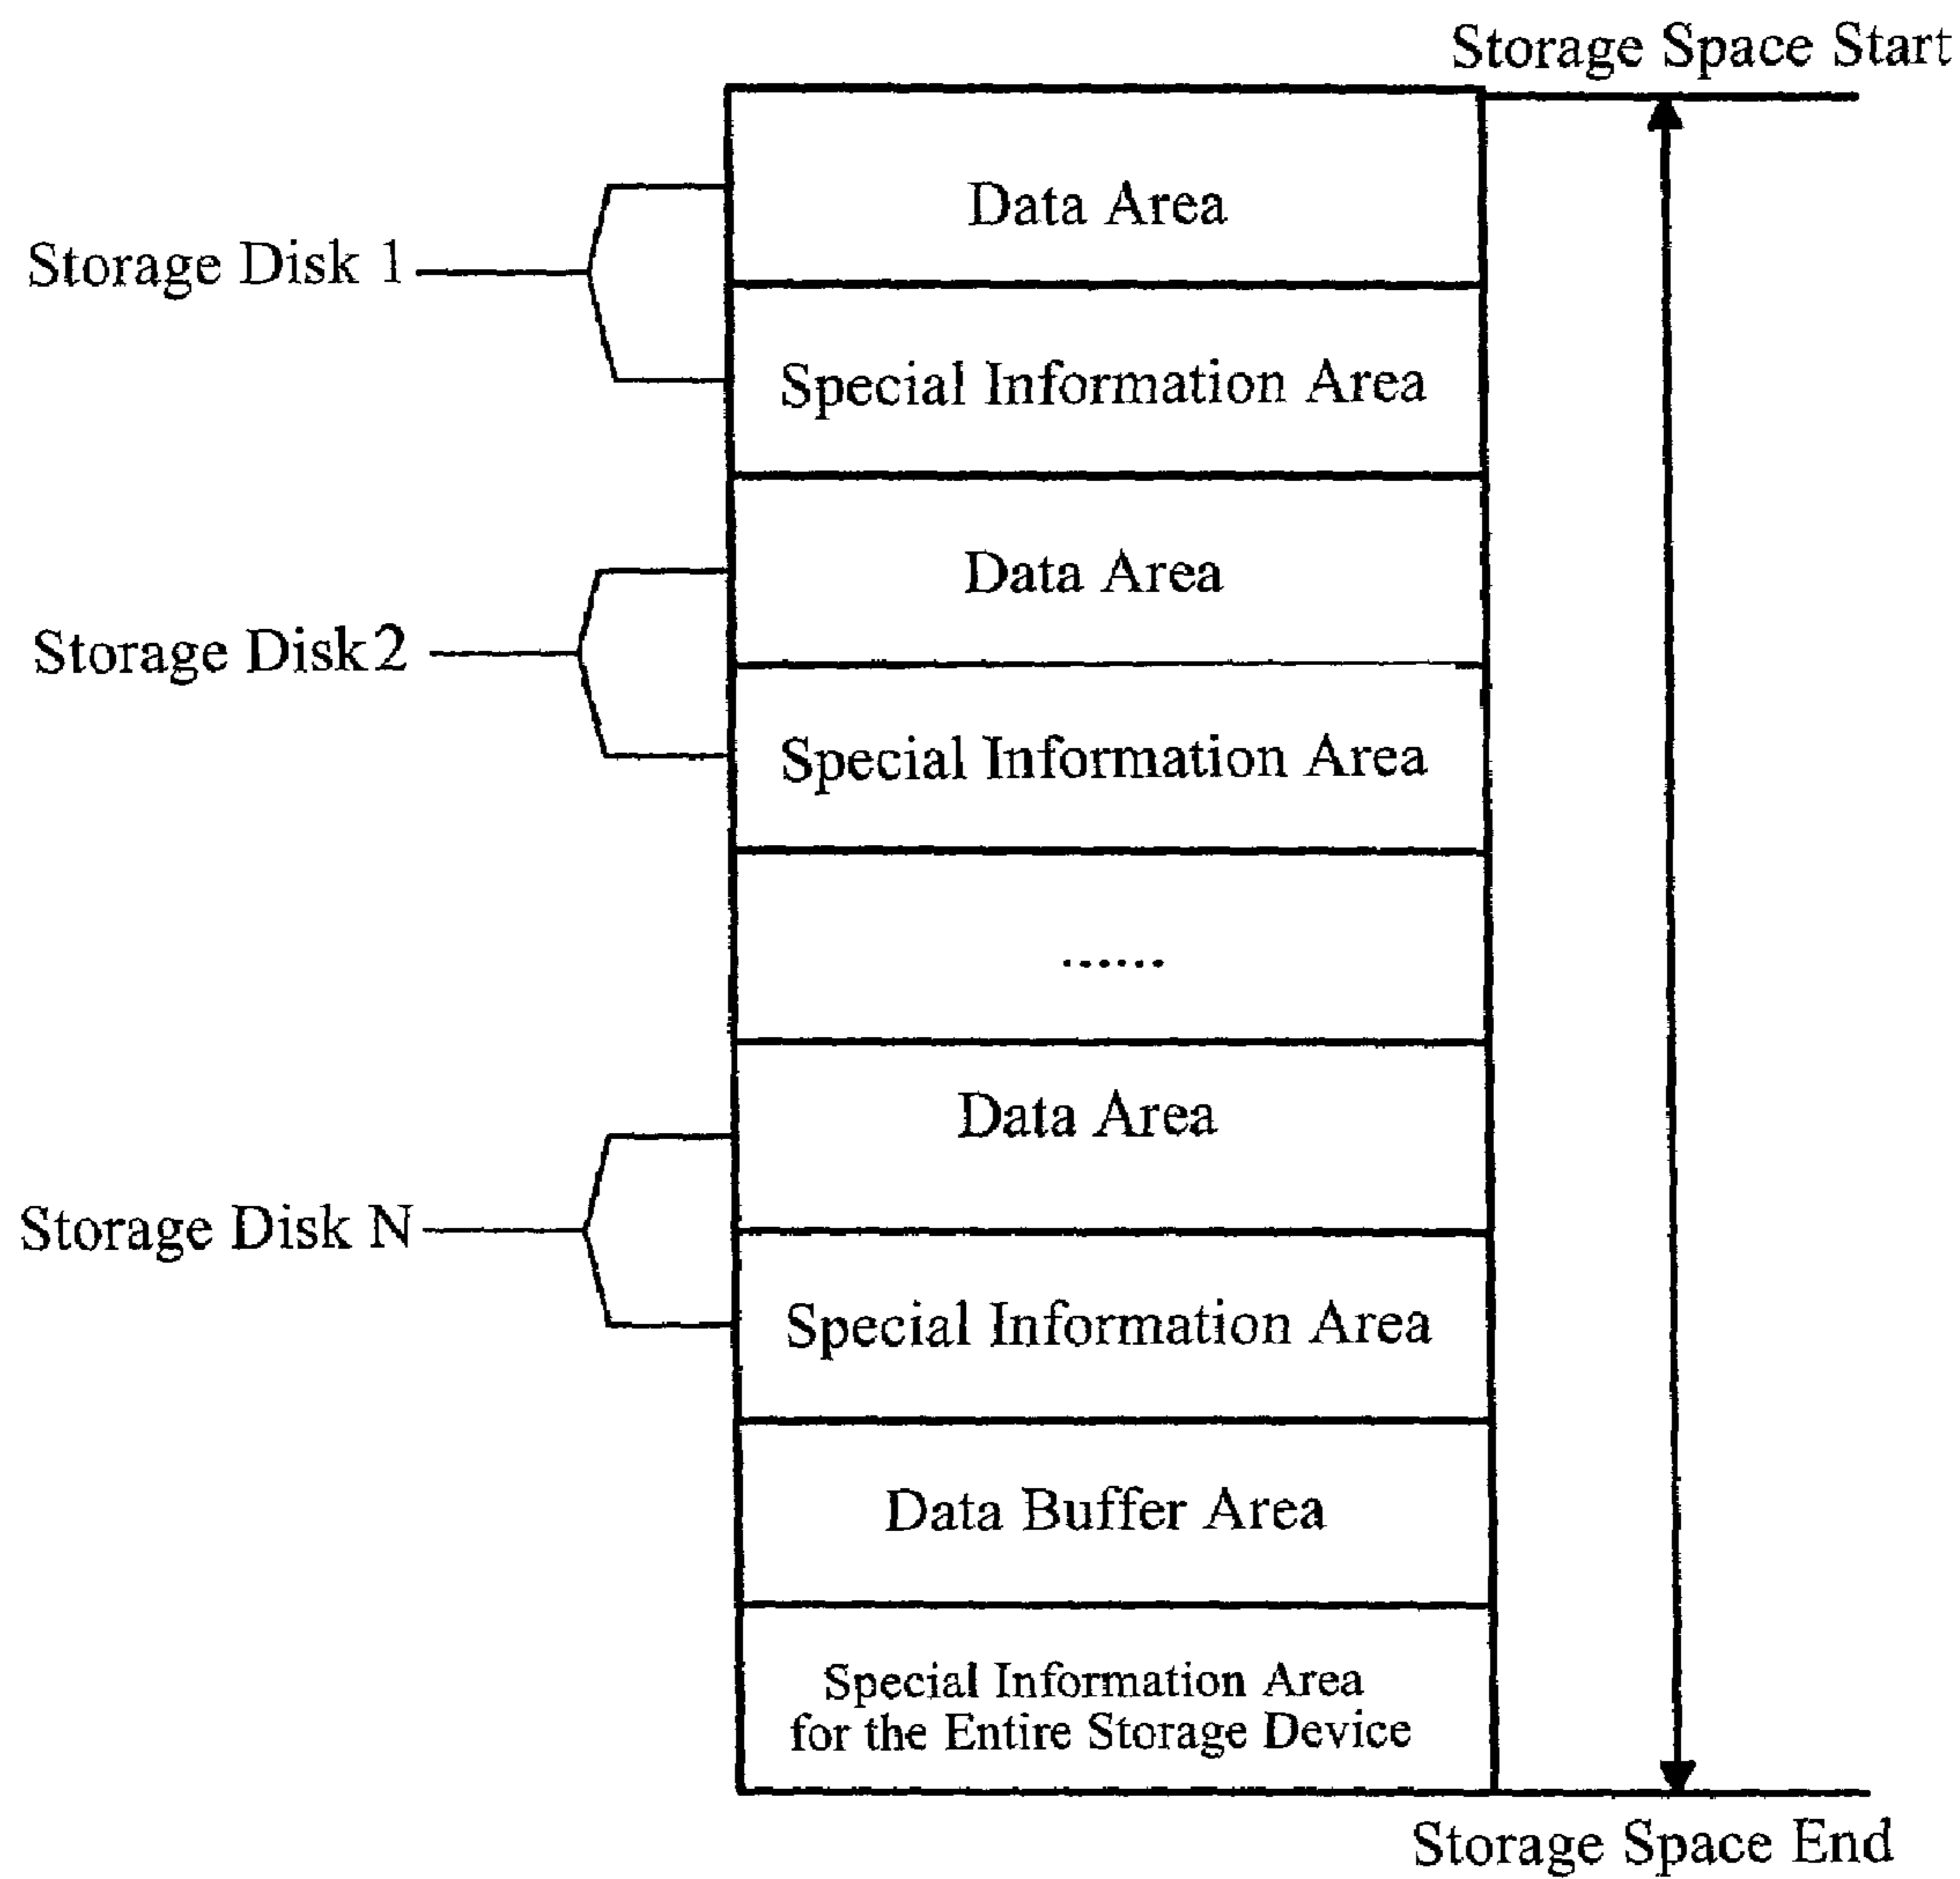 Storage Space Start
Data Area
Storage Disk 1
Special Information Area
Data Area
Storage Disk 2
Special Information Area
......
Data Area
Storage Disk N
Special Information Area
Data Buffer Area
Special Information Area
for the Entire Storage Device
Storage Space End